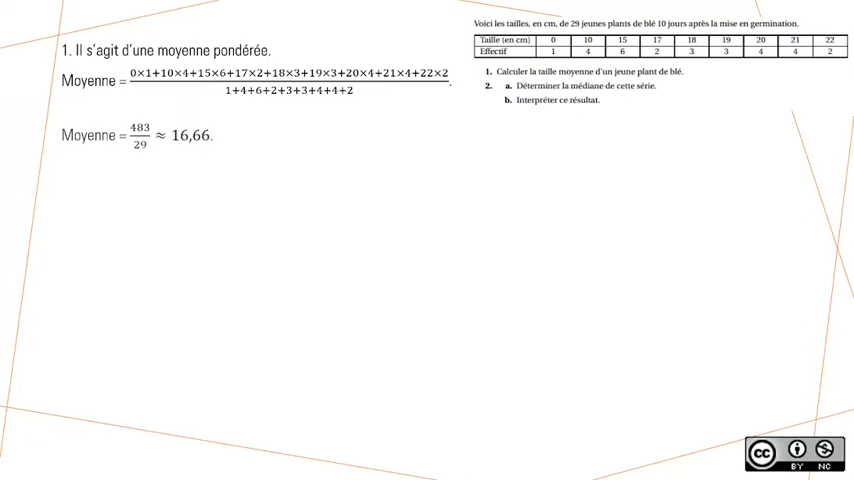 1. Il s’agit d’une moyenne pondérée.
Moyenne = 0×1+10×4+15×6+17×2+18×3+19×3+20×4+21×4+22×2
1+4+6+2+3+3+4+4+2
.
Moyenne = 483
29
≈ 16,66.
Voici les tailles, en cm, de 29 jeunes plants de blé 10 jours après la mise en germination.
Taille (en cm) 0 10 15 17 18 19 20 21 22
Effectif 1 4 6 2 3 3 4 4 2
1. Calculer la taille moyenne d’un jeune plant de blé.
2. a. Déterminer la médiane de cette série.
b. Interpréter ce résultat.
cc
BY NC